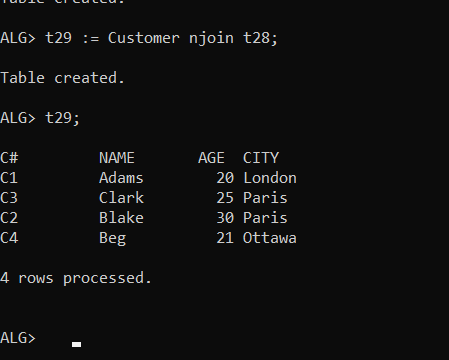 Table created.
ALG> t29 := Customer njoin t28;
Table created.
ALG> t29;
C# NAME AGE CITY
C1 Adams 20 London
C3 Clark 25 Paris
C2 Blake 30 Paris
C4 Beg 21 Ottawa
4 rows processed.
ALG>